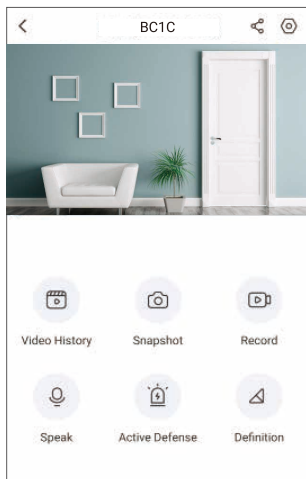 BC1C
Video History
Snapshot
Record
Speak
Active Defense
Definition